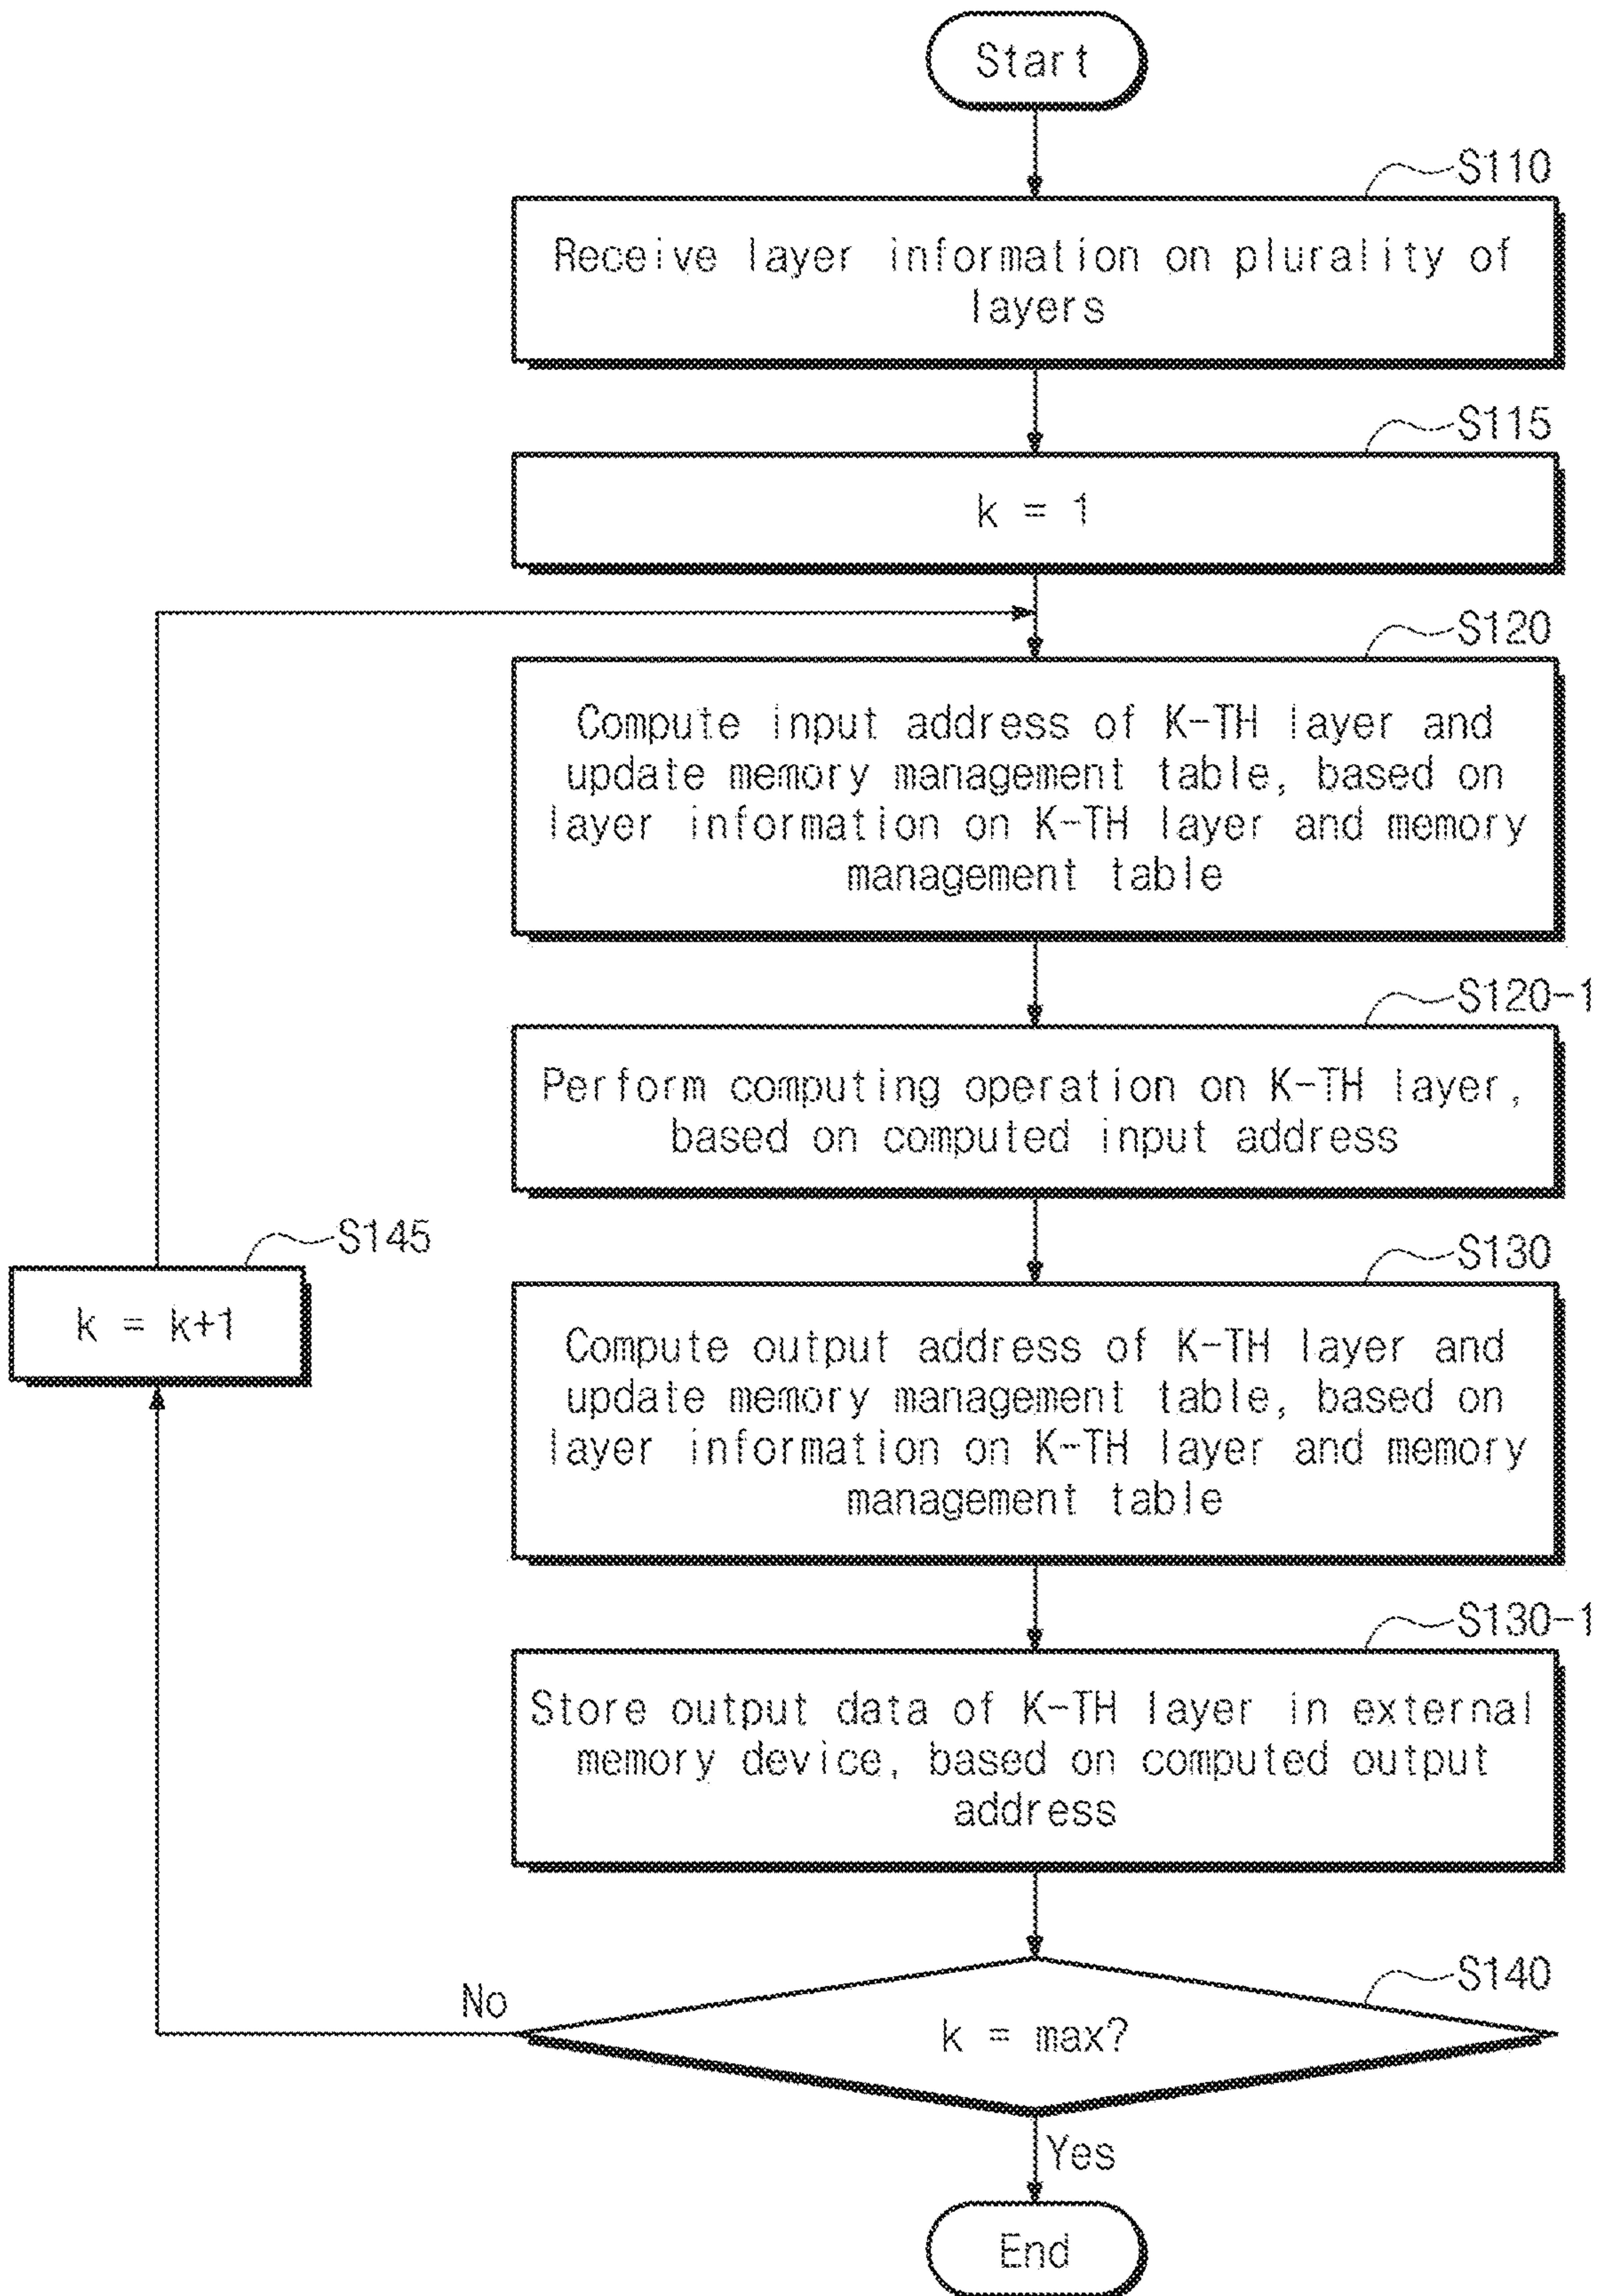 Start
S110
Receive layer information on plurality of
layers
S115
k = 1
S120
Compute input address of K-TH layer and
update memory management table, based on
layer information on K-TH layer and memory
management table
S120-1
Perform computing operation on K-TH layer,
based on computed input address
S145
k = k+1
S130
Compute output address of K-TH layer and
update memory management table, based on
layer information on K-TH layer and memory
management table
S130-1
Store output data of K-TH layer in external
memory device, based on computed output
address
S140
No
k = max?
Yes
End